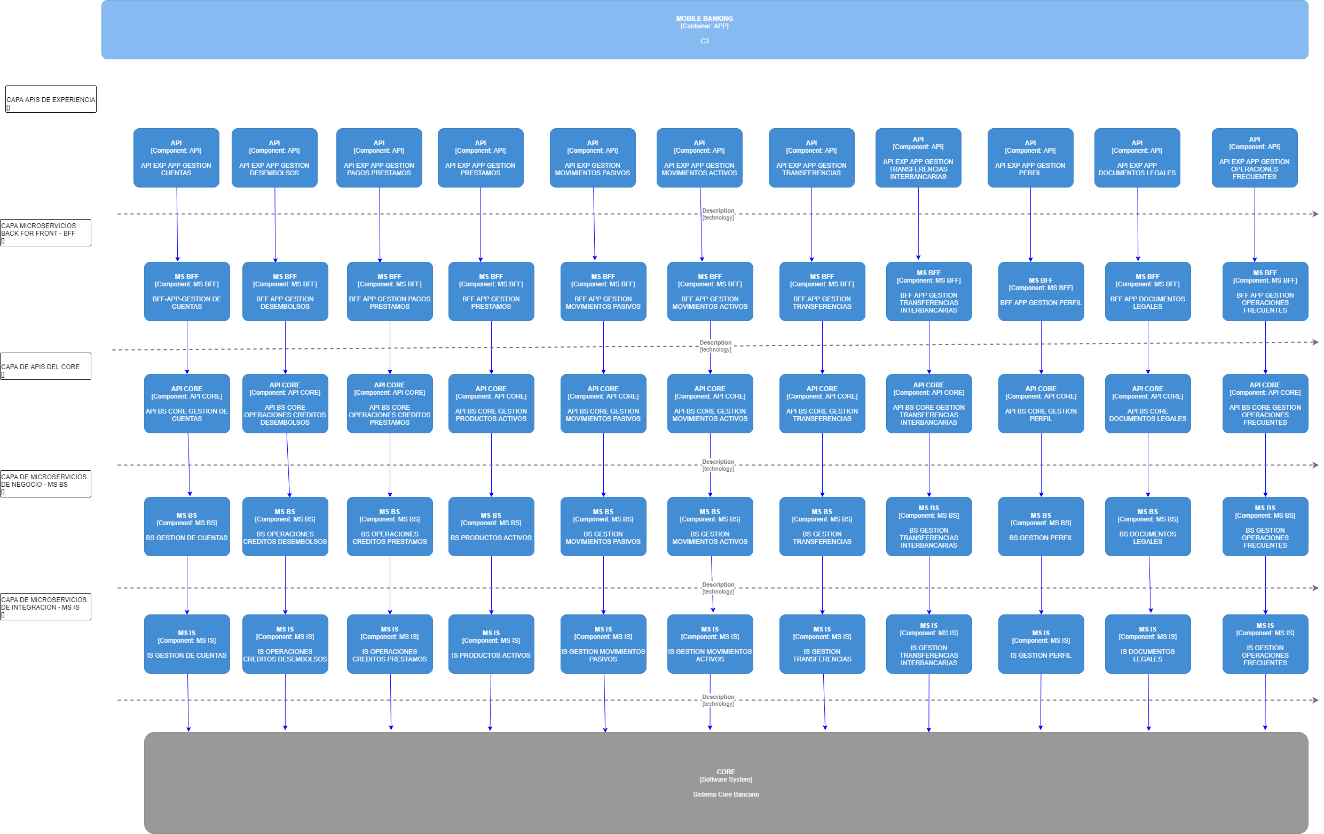 MOBILE BANKING
[Container: APP]
C3
CAPA APIS DE EXPERIENCIA
API
[Component: API]
API EXP APP GESTION
CUENTAS
API
[Component: API]
API EXP APP GESTION
DESEMBOLSOS
API
[Component: API]
API EXP APP GESTION
PAGOS PRESTAMOS
API
[Component: API]
API EXP APP GESTION
PRESTAMOS
API
[Component: API]
API EXP APP GESTION
MOVIMIENTOS PASIVOS
API
[Component: API]
API EXP APP GESTION
MOVIMIENTOS ACTIVOS
API
[Component: API]
API EXP APP GESTION
TRANSFERENCIAS
API
[Component: API]
API EXP APP GESTION
TRANSFERENCIAS
INTERBANCARIAS
API
[Component: API]
API EXP APP GESTION
PERFIL
API
[Component: API]
API EXP APP
DOCUMENTOS LEGALES
API
[Component: API]
API EXP APP GESTION
OPERACIONES
FRECUENTES
Description
[technology]
CAPA MICROSERVICIOS
BACK FOR FRONT - BFF
MS BFF
[Component: MS BFF]
BFF-APP-GESTION DE
CUENTAS
MS BFF
[Component: MS BFF]
BFF APP GESTION
DESEMBOLSOS
MS BFF
[Component: MS BFF]
BFF APP GESTION PAGOS
PRESTAMOS
MS BFF
[Component: MS BFF]
BFF APP GESTION
PRESTAMOS
MS BFF
[Component: MS BFF]
BFF APP GESTION
MOVIMIENTOS PASIVOS
MS BFF
[Component: MS BFF]
BFF APP GESTION
MOVIMIENTOS ACTIVOS
MS BFF
[Component: MS BFF]
BFF APP GESTION
TRANSFERENCIAS
MS BFF
[Component: MS BFF]
BFF APP GESTION
TRANSFERENCIAS
INTERBANCARIAS
MS BFF
[Component: MS BFF]
BFF APP GESTION PERFIL
MS BFF
[Component: MS BFF]
BFF APP DOCUMENTOS
LEGALES
MS BFF
[Component: MS BFF]
BFF APP GESTION
OPERACIONES
FRECUENTES
Description
[technology]
CAPA DE APIS DEL CORE
API CORE
[Component: API CORE]
API BS CORE GESTION DE
CUENTAS
API CORE
[Component: API CORE]
API BS CORE
OPERACIONES CREDITOS
DESEMBOLSOS
API CORE
[Component: API CORE]
API BS CORE
OPERACIONES CREDITOS
PRESTAMOS
API CORE
[Component: API CORE]
API BS CORE GESTION
PRODUCTOS ACTIVOS
API CORE
[Component: API CORE]
API BS CORE GESTION
MOVIMIENTOS PASIVOS
API CORE
[Component: API CORE]
API BS CORE GESTION
MOVIMIENTOS ACTIVOS
API CORE
[Component: API CORE]
API BS CORE GESTION
TRANSFERENCIAS
API CORE
[Component: API CORE]
API BS CORE GESTION
TRANSFERENCIAS
INTERBANCARIAS
API CORE
[Component: API CORE]
API BS CORE GESTION
PERFIL
API CORE
[Component: API CORE]
API BS CORE
DOCUMENTOS LEGALES
API CORE
[Component: API CORE]
API BS CORE GESTION
OPERACIONES
FRECUENTES
Description
[technology]
CAPA DE MICROSERVICIOS
DE NEGOCIO - MS BS
MS BS
[Component: MS BS]
BS GESTION DE CUENTAS
MS BS
[Component: MS BS]
BS OPERACIONES
CREDITOS DESEMBOLSOS
MS BS
[Component: MS BS]
BS OPERACIONES
CREDITOS PRESTAMOS
MS BS
[Component: MS BS]
BS PRODUCTOS ACTIVOS
MS BS
[Component: MS BS]
BS GESTION
MOVIMIENTOS PASIVOS
MS BS
[Component: MS BS]
BS GESTION
MOVIMIENTOS ACTIVOS
MS BS
[Component: MS BS]
BS GESTION
TRANSFERENCIAS
MS BS
[Component: MS BS]
BS GESTION
TRANSFERENCIAS
INTERBANCARIAS
MS BS
[Component: MS BS]
BS GESTION PERFIL
MS BS
[Component: MS BS]
BS DOCUMENTOS
LEGALES
MS BS
[Component: MS BS]
BS GESTION
OPERACIONES
FRECUENTES
Description
[technology]
CAPA DE MICROSERVICIOS
DE INTEGRACION - MS IS
MS IS
[Component: MS IS]
IS GESTION DE CUENTAS
MS IS
[Component: MS IS]
IS OPERACIONES
CREDITOS DESEMBOLSOS
MS IS
[Component: MS IS]
IS OPERACIONES
CREDITOS PRESTAMOS
MS IS
[Component: MS IS]
IS PRODUCTOS ACTIVOS
MS IS
[Component: MS IS]
IS GESTION MOVIMIENTOS
PASIVOS
MS IS
[Component: MS IS]
IS GESTION MOVIMIENTOS
ACTIVOS
MS IS
[Component: MS IS]
IS GESTION
TRANSFERENCIAS
MS IS
[Component: MS IS]
IS GESTION
TRANSFERENCIAS
INTERBANCARIAS
MS IS
[Component: MS IS]
IS GESTION PERFIL
MS IS
[Component: MS IS]
IS DOCUMENTOS
LEGALES
MS IS
[Component: MS IS]
IS GESTION
OPERACIONES
FRECUENTES
Description
[technology]
CORE
[Software System]
Sistema Core Bancario